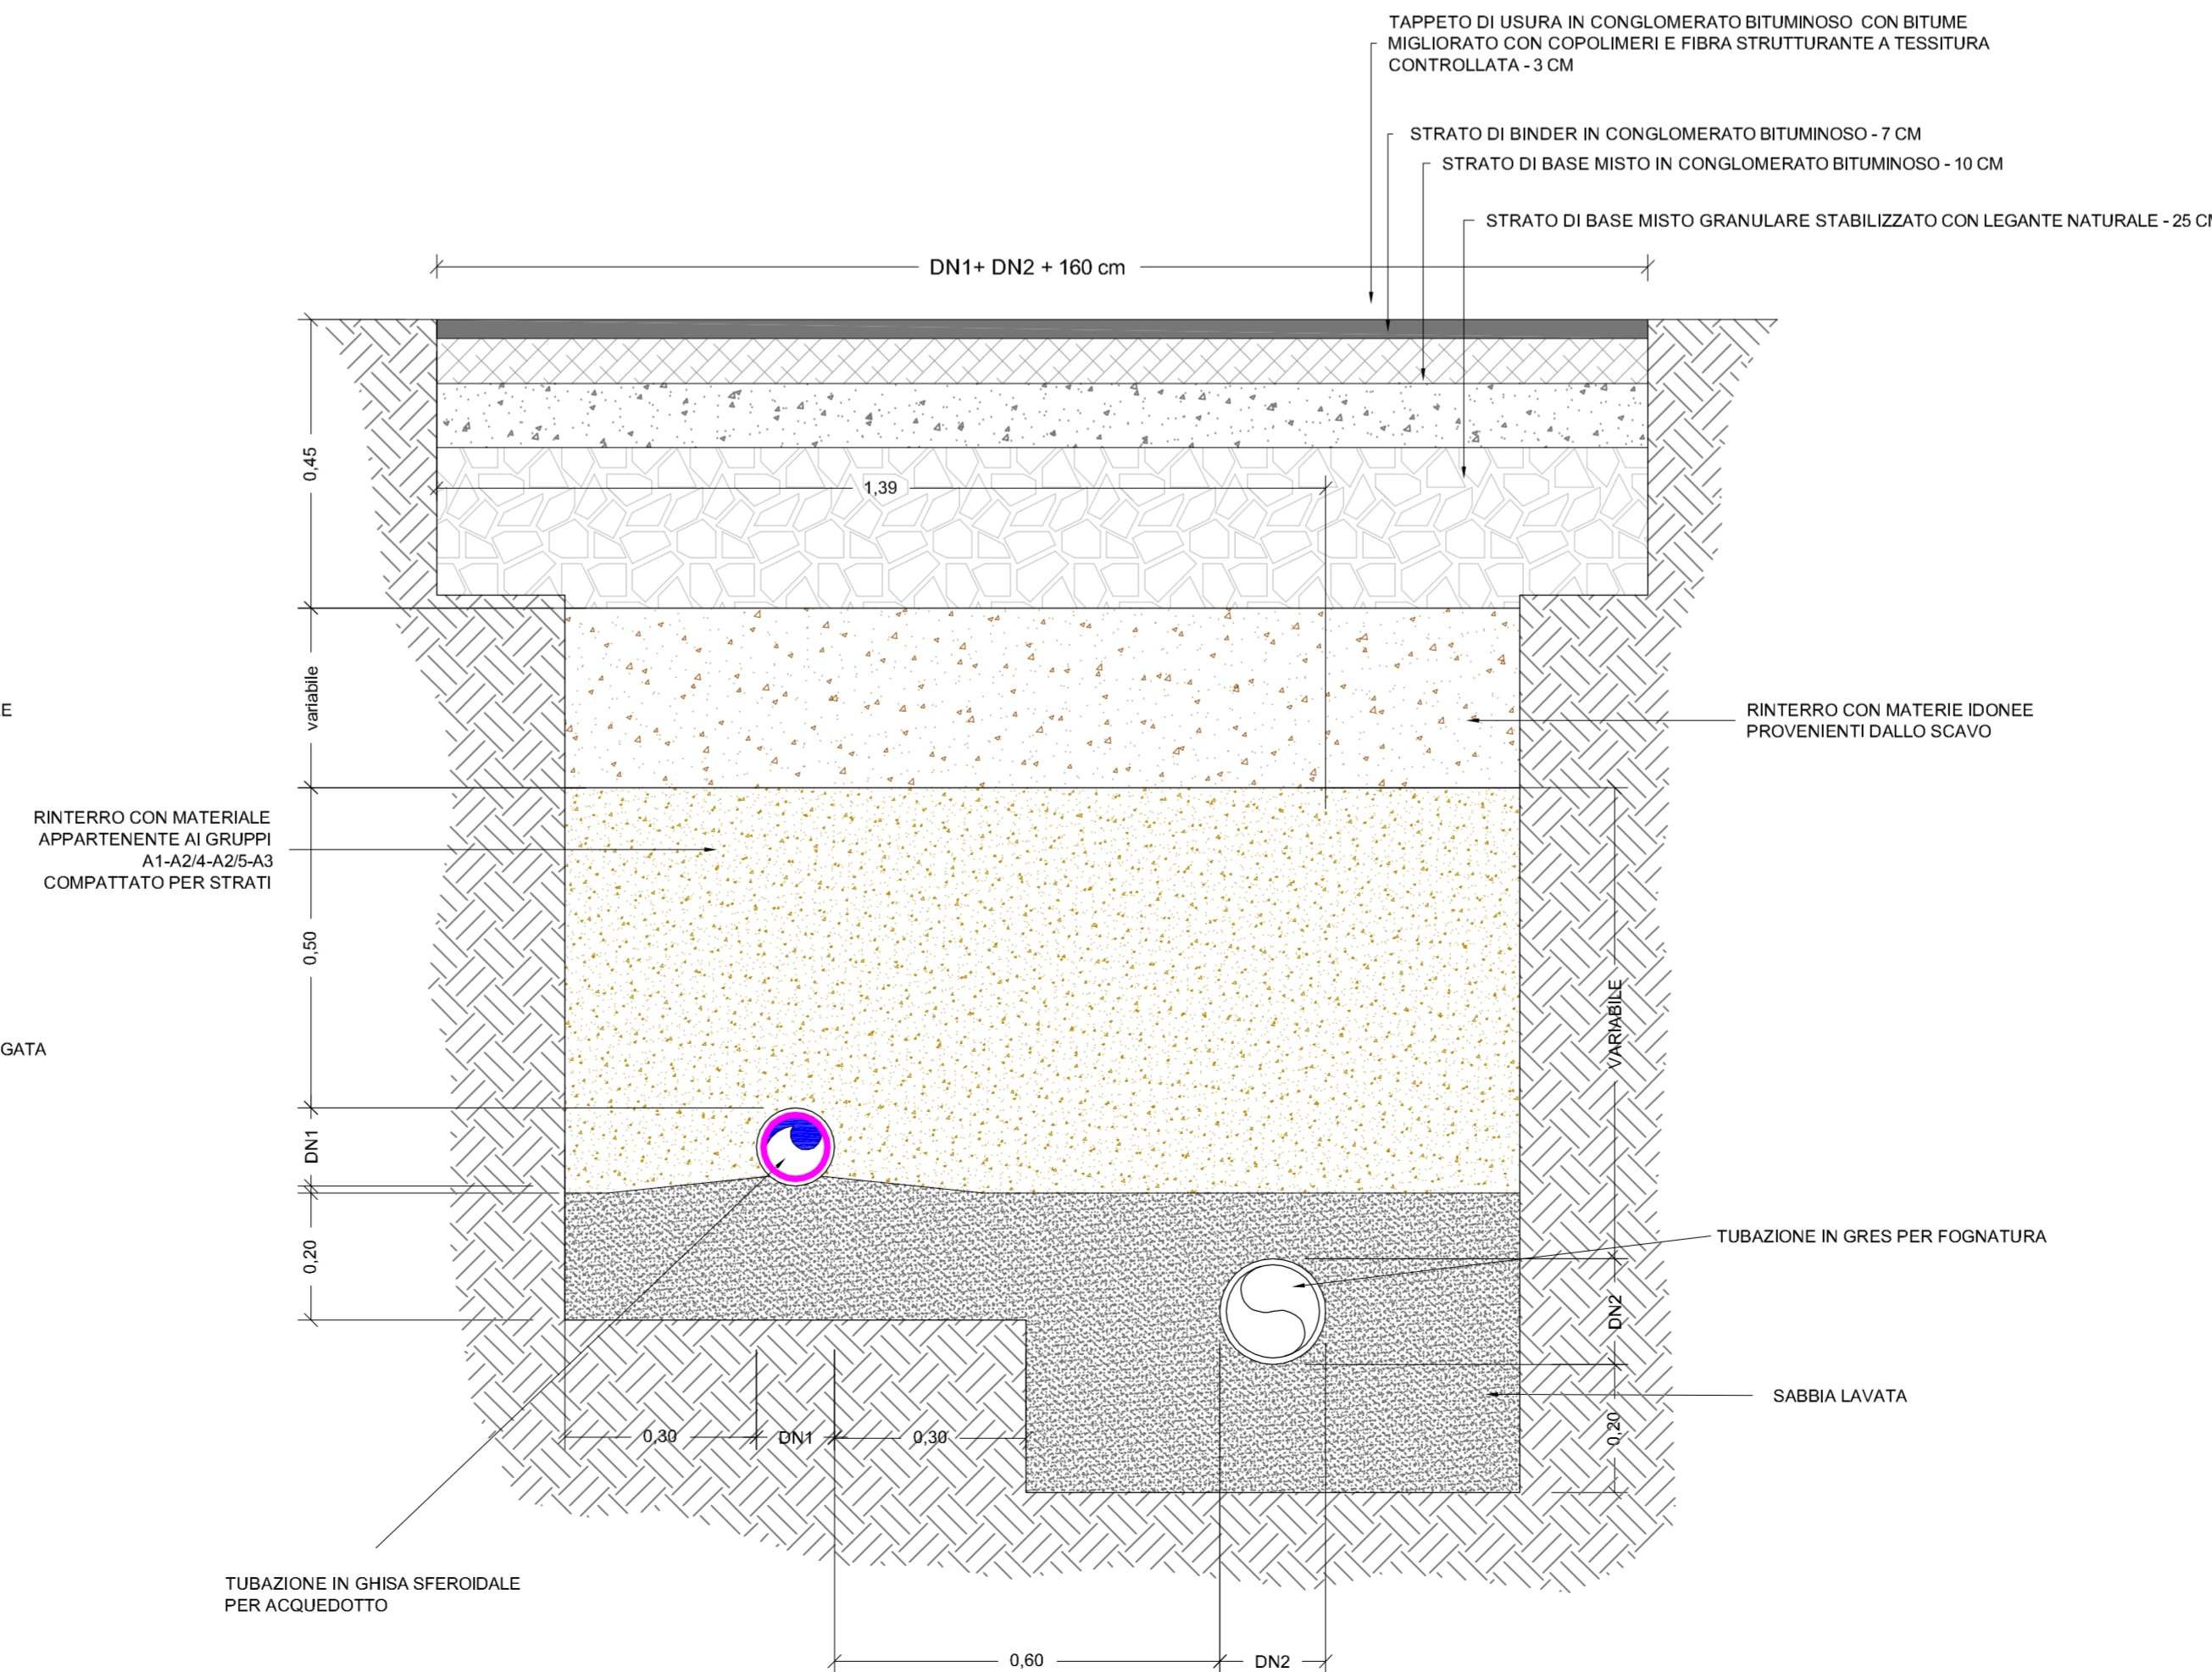 TAPPETO DI USURA IN CONGLOMERATO BITUMINOSO CON BITUME
MIGLIORATO CON COPOLIMERI E FIBRA STRUTTURANTE A TESSITURA
CONTROLLATA - 3 CM
STRATO DI BINDER IN CONGLOMERATO BITUMINOSO - 7 CM
STRATO DI BASE MISTO IN CONGLOMERATO BITUMINOSO - 10 CM
STRATO DI BASE MISTO GRANULARE STABILIZZATO CON LEGANTE NATURALE - 25 C
DN1+ DN2 + 160 cm
0,45
1,39
variabile
E
RINTERRO CON MATERIE IDONEE
PROVENIENTI DALLO SCAVO
RINTERRO CON MATERIALE
APPARTENENTE AI GRUPPI
A1-A2/4-A2/5-A3
COMPATTATO PER STRATI
0,50
VARIABILE
GATA
DN1
0,20
TUBAZIONE IN GRES PER FOGNATURA
DN2
SABBIA LAVATA
0,20
0,30
DN1
0,30
TUBAZIONE IN GHISA SFEROIDALE
PER ACQUEDOTTO
0,60
DN2